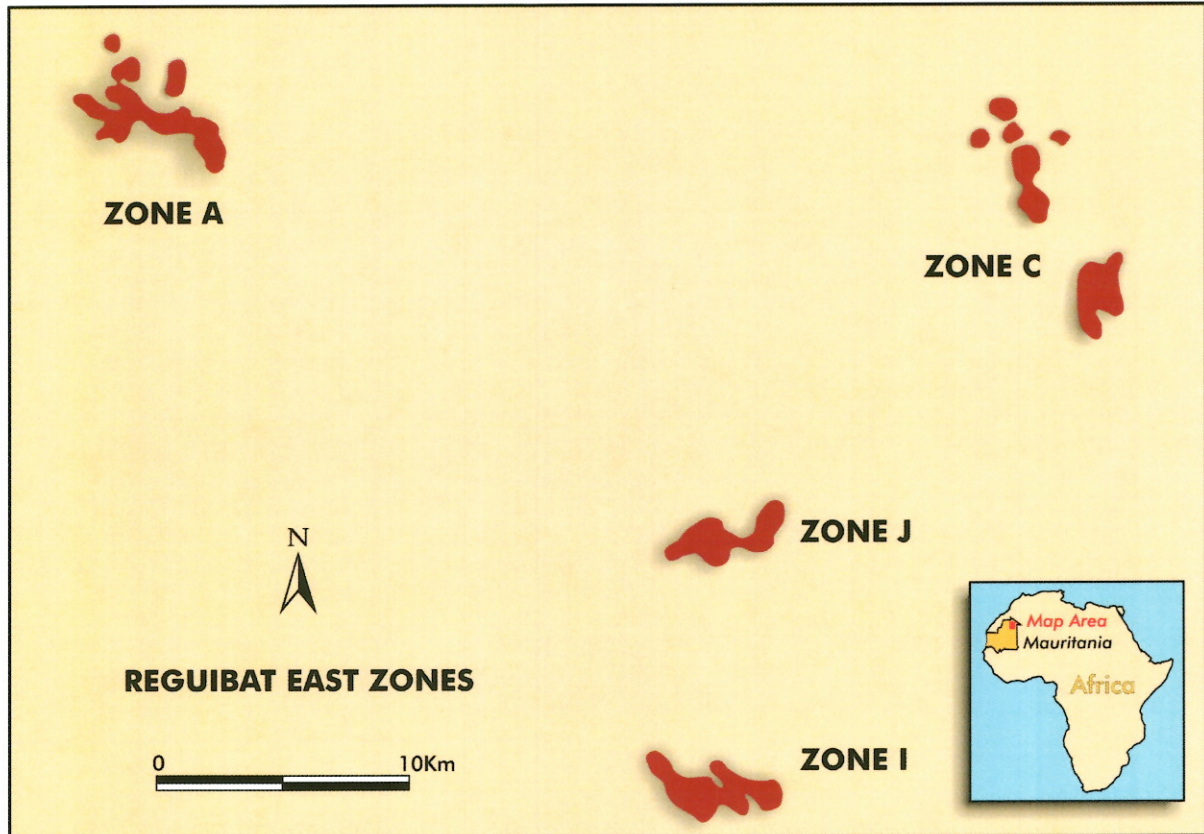 ZONE A
ZONE C
ZONE J
N
REGUIBAT EAST ZONES
0 10Km
ZONE I
Map Area
Mauritania
Africa